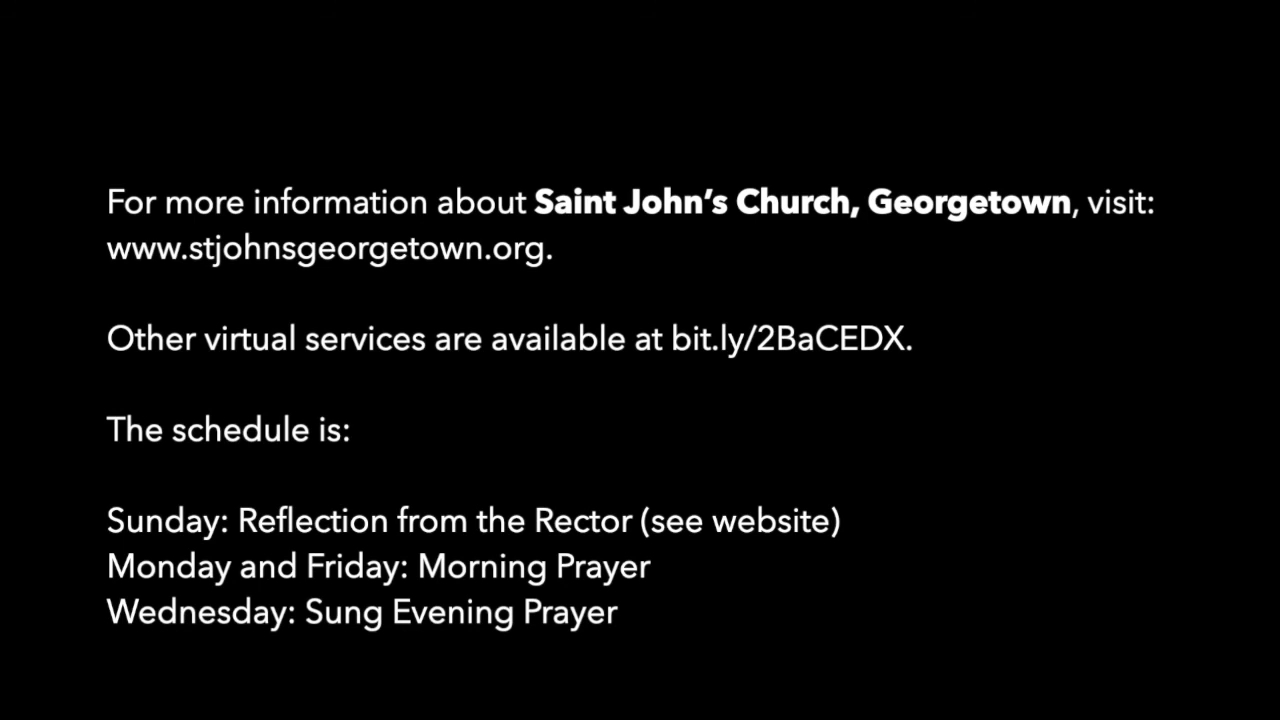 For more information about Saint John’s Church, Georgetown, visit:
www.stjohnsgeorgetown.org.
Other virtual services are available at bit.ly/2BaCEDX.
The schedule is:
Sunday: Reflection from the Rector (see website)
Monday and Friday: Morning Prayer
Wednesday: Sung Evening Prayer